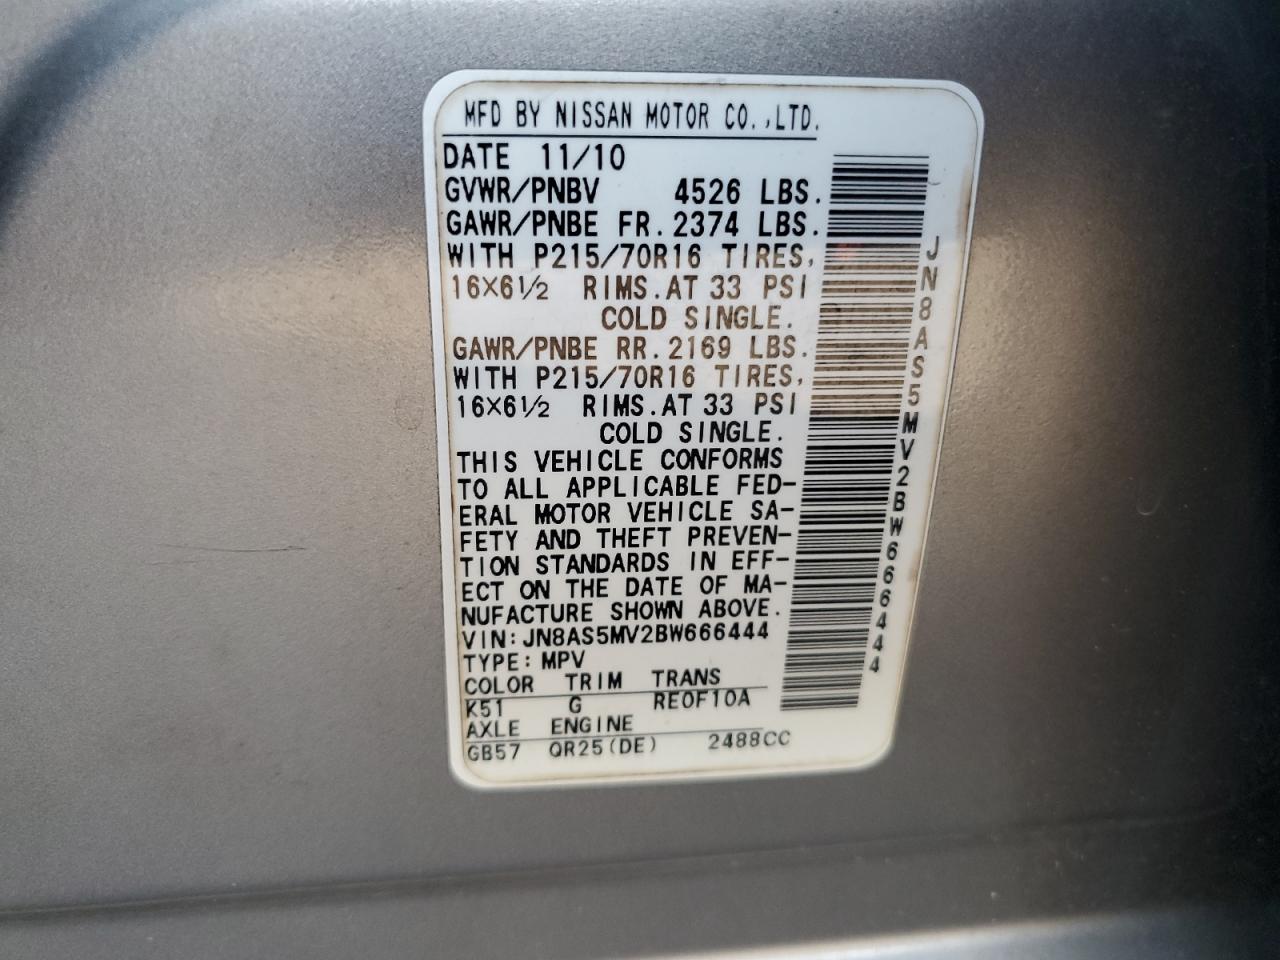 MFD BY NISSAN MOTOR CO.,LTD.
DATE 11/10
GVWR/PNBV 4526 LBS.
GAWR/PNBE FR. 2374 LBS.
WITH P215/70R16 TIRES,
16X6½ RIMS.AT 33 PSI
COLD SINGLE.
GAWR/PNBE RR. 2169 LBS.
WITH P215/70R16 TIRES,
16X6½ RIMS.AT 33 PSI
COLD SINGLE.
THIS VEHICLE CONFORMS
TO ALL APPLICABLE FED-
ERAL MOTOR VEHICLE SA-
FETY AND THEFT PREVEN-
TION STANDARDS IN EFF-
ECT ON THE DATE OF MA-
NUFACTURE SHOWN ABOVE.
VIN: JN8AS5MV2BW666444
TYPE: MPV
COLOR TRIM TRANS
K51 G RE0F10A
AXLE ENGINE
GB57 QR25(DE) 2488CC
JN8AS5MV2BW666444